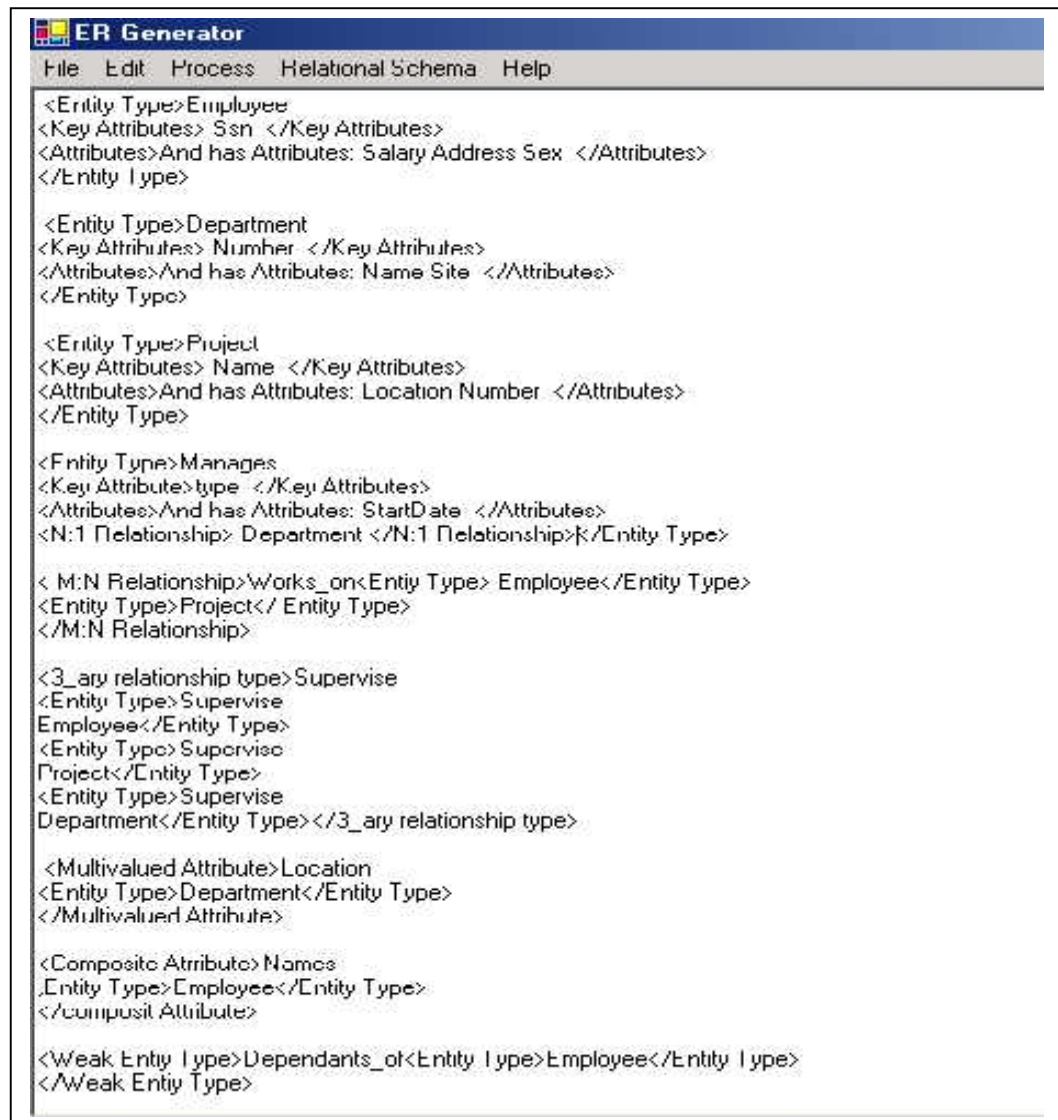 ER Generator
File Edit Process Relational Schema Help
<Entity Type>Employee
<Key Attributes> Ssn </Key Attributes>
<Attributes>And has Attributes: Salary Address Sex </Attributes>
</Entity Type>
<Entity Type>Department
<Key Attributes> Number </Key Attributes>
<Attributes>And has Attributes: Name Site </Attributes>
</Entity Type>
<Entity Type>Project
<Key Attributes> Name </Key Attributes>
<Attributes>And has Attributes: Location Number </Attributes>
</Entity Type>
<Entity Type>Manages
<Key Attribute>type </Key Attributes>
<Attributes>And has Attributes: StartDate </Attributes>
<N:1 Relationship> Department </N:1 Relationship></Entity Type>
< M:N Relationship>Works_on<Entiy Type> Employee</Entity Type>
<Entity Type>Project</ Entity Type>
</M:N Relationship>
<3_ary relationship type>Supervise
<Entity Type>Supervise
Employee</Entity Type>
<Entity Type>Supervise
Project</Entity Type>
<Entity Type>Supervise
Department</Entity Type></3_ary relationship type>
<Multivalued Attribute>Location
<Entity Type>Department</Entity Type>
</Multivalued Attribute>
<Composite Atrribute>Names
,Entity Type>Employee</Entity Type>
</composit Attribute>
<Weak Entiy Type>Dependants_of<Entity Type>Employee</Entity Type>
</Weak Entiy Type>